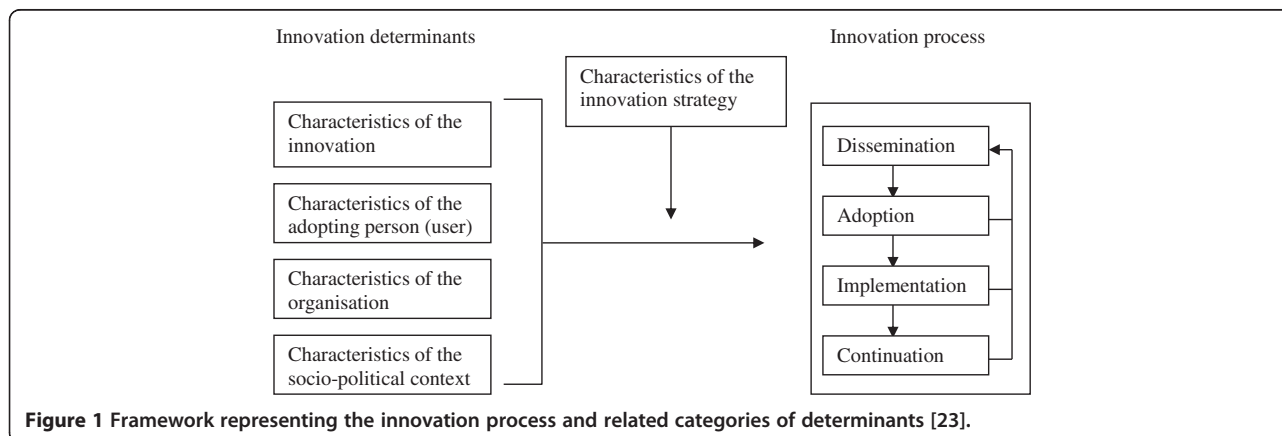 Innovation determinants
Innovation process
Characteristics of the
innovation strategy
Characteristics of the
innovation
Characteristics of the
adopting person (user)
Characteristics of the
organisation
Characteristics of the
socio-political context
Dissemination
Adoption
Implementation
Continuation
Figure 1 Framework representing the innovation process and related categories of determinants [23].